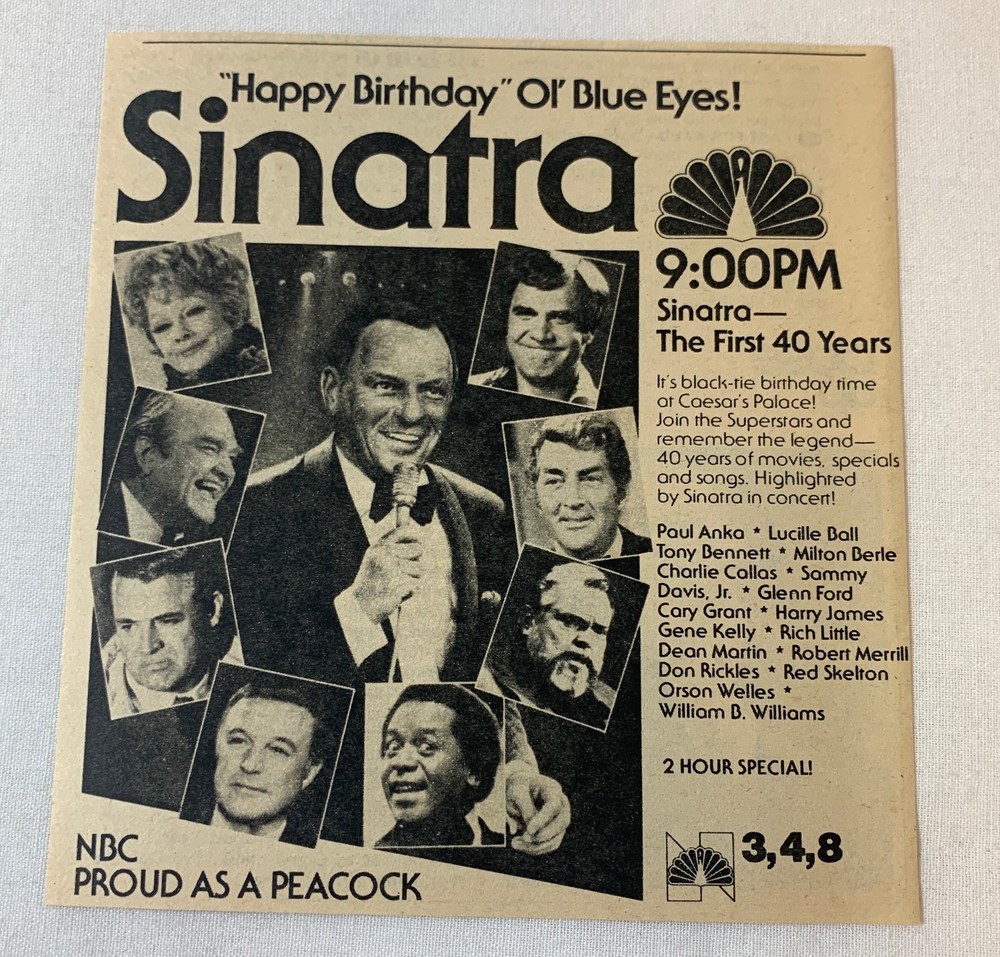 "Happy Birthday" Ol' Blue Eyes!
Sinatra
9:00PM
Sinatra—
The First 40 Years
It's black-tie birthday time
at Caesar's Palace!
Join the Superstars and
remember the legend—
40 years of movies, specials
and songs. Highlighted
by Sinatra in concert!
Paul Anka * Lucille Ball
Tony Bennett * Milton Berle
Charlie Callas * Sammy
Davis, Jr. * Glenn Ford
Cary Grant * Harry James
Gene Kelly * Rich Little
Dean Martin * Robert Merrill
Don Rickles * Red Skelton
Orson Welles *
William B. Williams
2 HOUR SPECIAL!
3,4,8
NBC
PROUD AS A PEACOCK